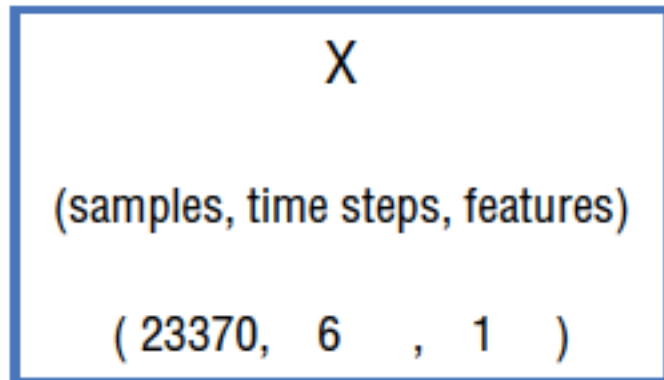 X
(samples, time steps, features)
( 23370, 6 , 1 )